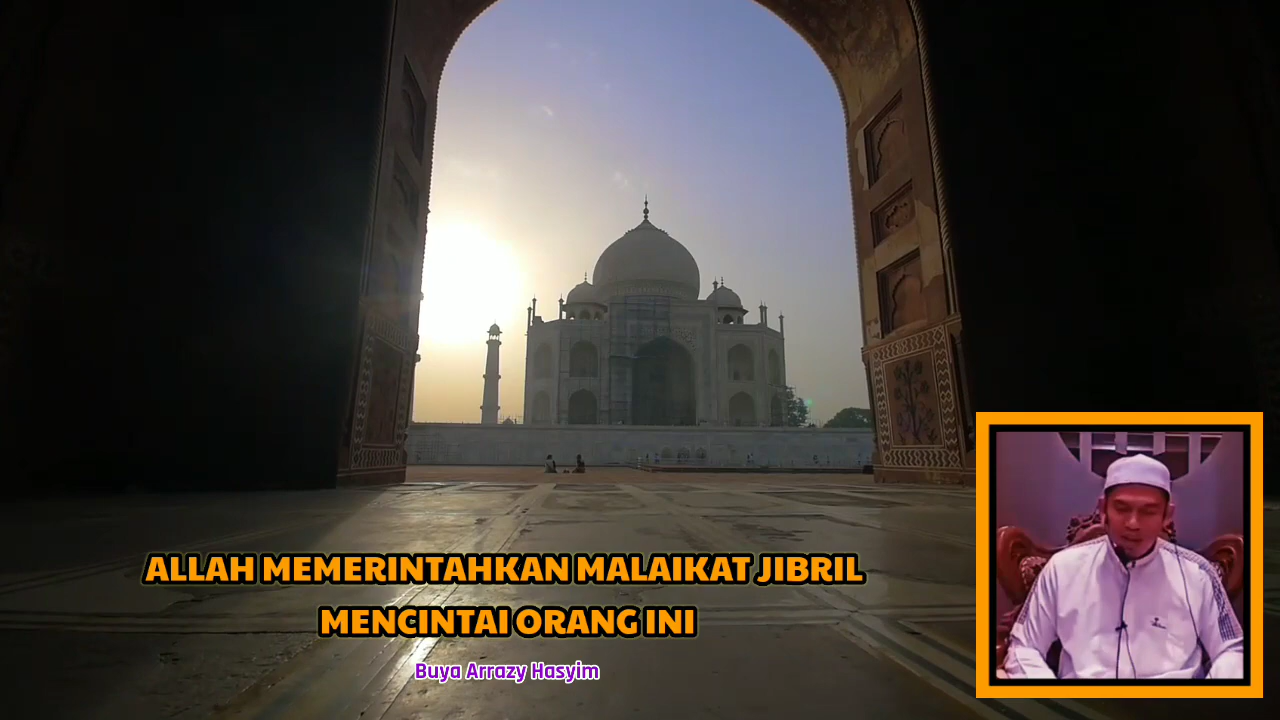 ALLAH MEMERINTAHKAN MALAIKAT JIBRIL
MENCINTAI ORANG INI
Buya Arrazy Hasyim